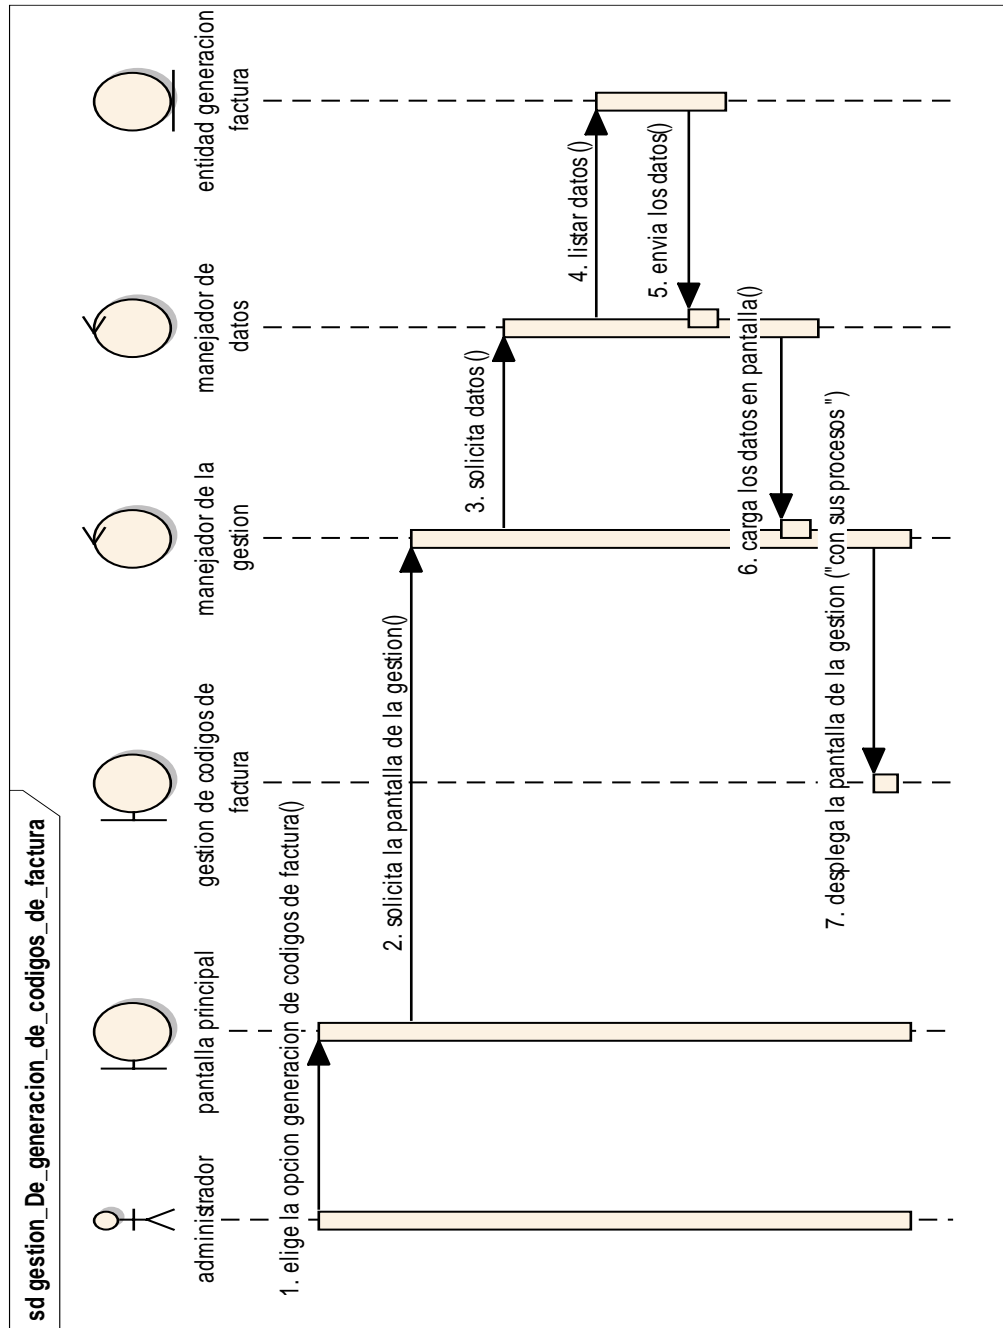 sd gestion_De_generacion_de_codigos_de_factura
administrador
pantalla principal
gestion de codigos de
factura
manejador de la
gestion
manejador de
datos
entidad generacion
factura
1. elige la opcion generacion de codigos de factura()
2. solicita la pantalla de la gestion()
3. solicita datos ()
4. listar datos ()
5. envia los datos()
6. carga los datos en pantalla()
7. desplega la pantalla de la gestion ("con sus procesos ")